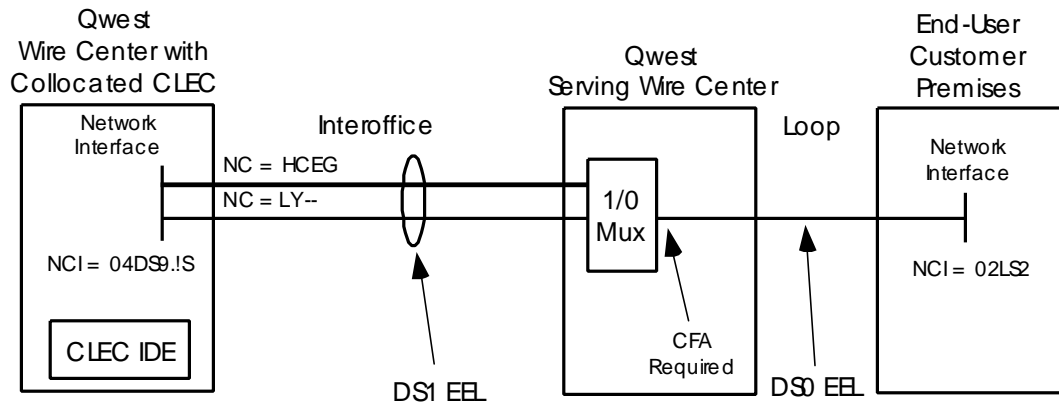 Qwest
Wire Center with
Collocated CLEC
Network
Interface
NCI = 04DS9.!S
CLEC IDE
Interoffice
NC = HCEG
NC = LY--
DS1 EEL
Qwest
Serving Wire Center
1/0
Mux
CFA
Required
Loop
DS0 EEL
End-User
Customer
Premises
Network
Interface
NCI = 02LS2